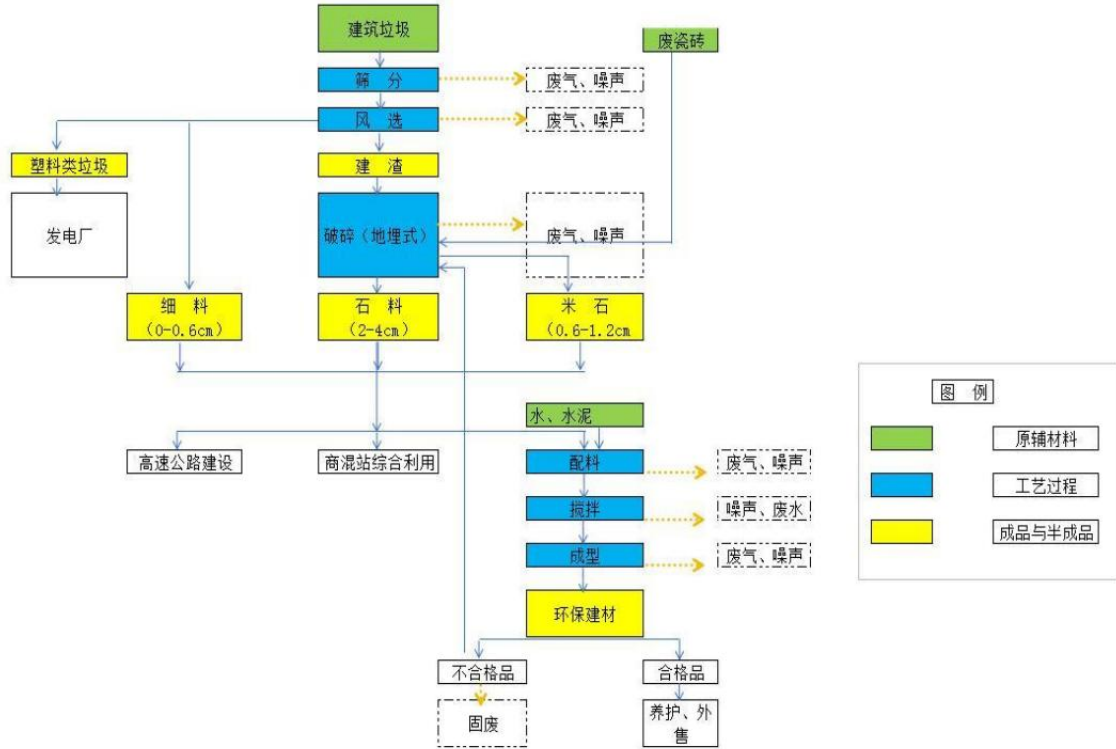 建筑垃圾
废瓷砖
筛 分
废气、噪声
风选
废气、噪声
塑料类垃圾
建 渣
发电厂
破碎（地埋式）
废气、噪声
细 料
（0-0.6cm）
石 料
（2-4cm）
米 石
（0.6-1.2cm
图 例
水、水泥
原辅材料
高速公路建设
商混站综合利用
配料
废气、噪声
工艺过程
搅拌
噪声、废水
成品与半成品
成型
废气、噪声
环保建材
不合格品
合格品
固废
养护、外
售